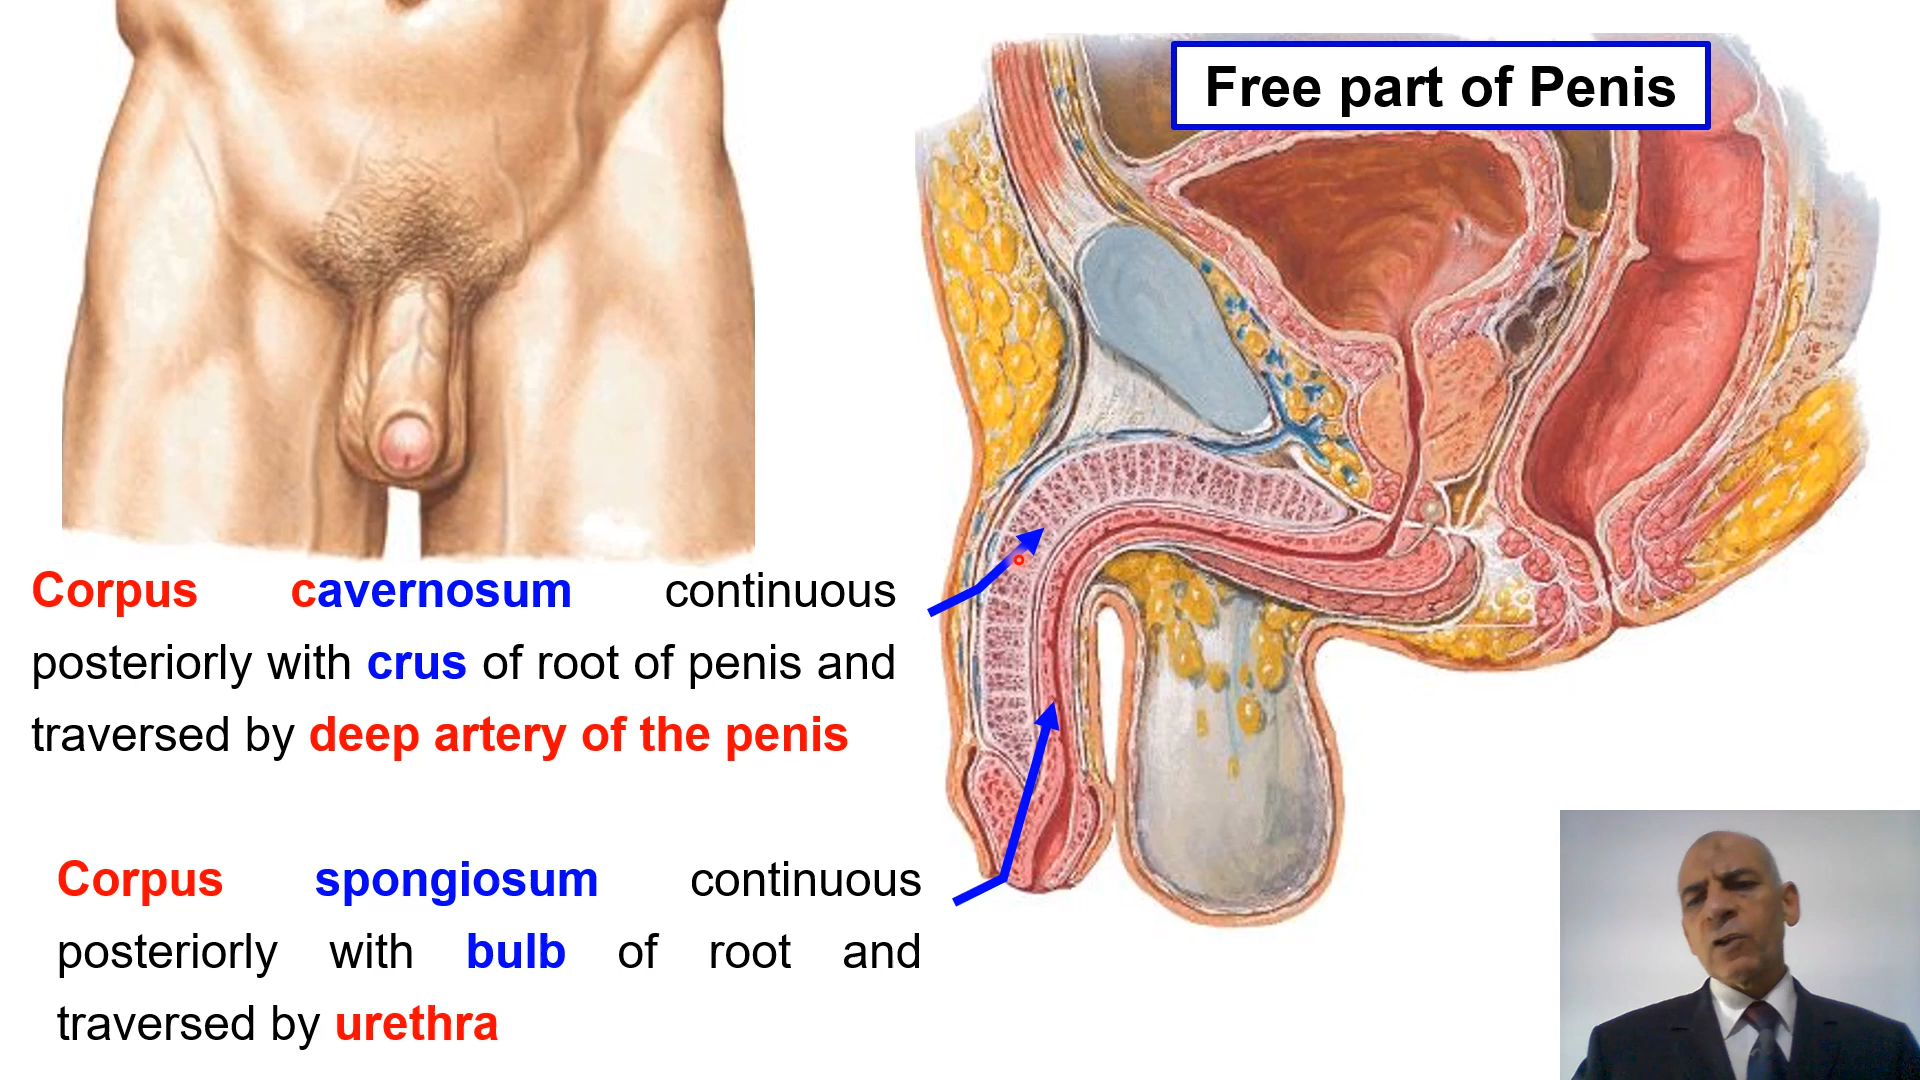 Free part of Penis
Corpus cavernosum continuous
posteriorly with crus of root of penis and
traversed by deep artery of the penis
Corpus spongiosum continuous
posteriorly with bulb of root and
traversed by urethra